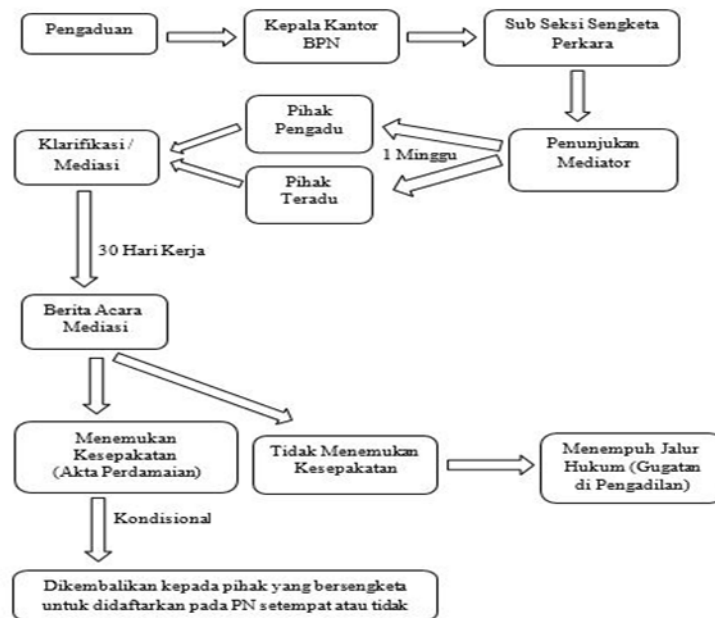 Pengaduan
Kepala Kantor
BPN
Sub Seksi Sengketa
Perkara
Penunjukan
Mediator
1 Minggu
Pihak
Pengadu
Pihak
Teradu
Klarifikasi /
Mediasi
30 Hari Kerja
Berita Acara
Mediasi
Menemukan
Kesepakatan
(Akta Perdamaian)
Tidak Menemukan
Kesepakatan
Menempuh Jalur
Hukum (Gugatan
di Pengadilan)
Kondisional
Dikembalikan kepada pihak yang bersengketa
untuk didaftarkan pada PN setempat atau tidak